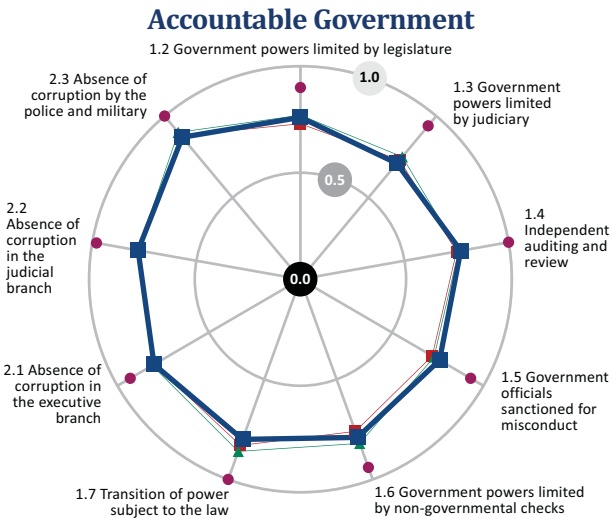 Accountable Government
1.2 Government powers limited by legislature
1.0
1.3 Government
powers limited
by judiciary
0.5
1.4
Independent
auditing and
review
0.0
1.5 Government
officials
sanctioned for
misconduct
1.6 Government powers limited
by non-governmental checks
1.7 Transition of power
subject to the law
2.1 Absence of
corruption in
the executive
branch
2.2
Absence of
corruption
in the
judicial
branch
2.3 Absence of
corruption by the
police and military